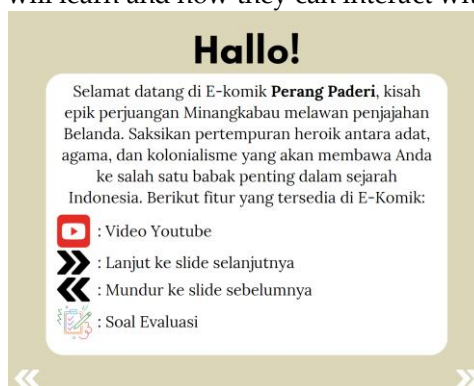 Hallo!
Selamat datang di E-komik Perang Paderi, kisah
epik perjuangan Minangkabau melawan penjajahan
Belanda. Saksikan pertempuran heroik antara adat,
agama, dan kolonialisme yang akan membawa Anda
ke salah satu babak penting dalam sejarah
Indonesia. Berikut fitur yang tersedia di E-Komik:
: Video Youtube
: Lanjut ke slide selanjutnya
: Mundur ke slide sebelumnya
: Soal Evaluasi